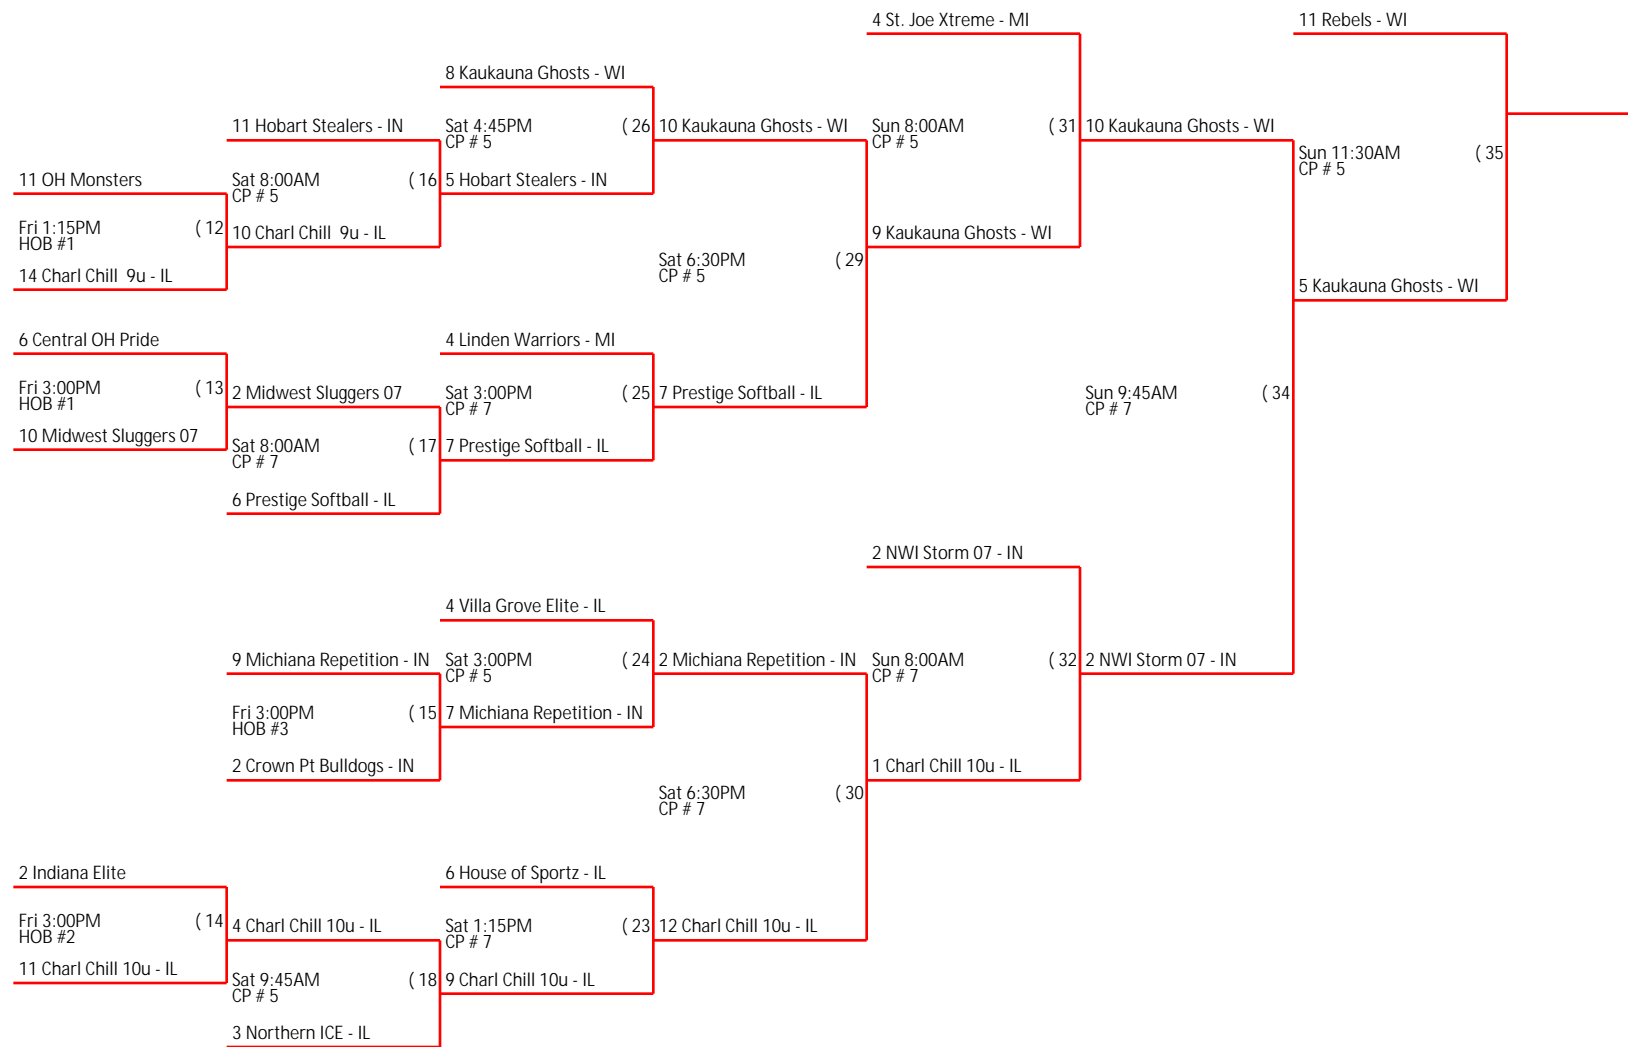 4 St. Joe Xtreme - MI
11 Rebels - WI
8 Kaukauna Ghosts - WI
11 Hobart Stealers - IN
Sat 4:45PM
CP # 5
( 26
10 Kaukauna Ghosts - WI
Sun 8:00AM
CP # 5
( 31
10 Kaukauna Ghosts - WI
Sun 11:30AM
CP # 5
( 35
11 OH Monsters
Sat 8:00AM
CP # 5
( 16
5 Hobart Stealers - IN
Fri 1:15PM
HOB #1
( 12
10 Charl Chill 9u - IL
9 Kaukauna Ghosts - WI
Sat 6:30PM
CP # 5
( 29
14 Charl Chill 9u - IL
5 Kaukauna Ghosts - WI
6 Central OH Pride
4 Linden Warriors - MI
Fri 3:00PM
HOB #1
( 13
2 Midwest Sluggers 07
Sat 3:00PM
CP # 7
( 25
7 Prestige Softball - IL
Sun 9:45AM
CP # 7
( 34
10 Midwest Sluggers 07
Sat 8:00AM
CP # 7
( 17
7 Prestige Softball - IL
6 Prestige Softball - IL
2 NWI Storm 07 - IN
4 Villa Grove Elite - IL
9 Michiana Repetition - IN
Sat 3:00PM
CP # 5
( 24
2 Michiana Repetition - IN
Sun 8:00AM
CP # 7
( 32
2 NWI Storm 07 - IN
Fri 3:00PM
HOB #3
( 15
7 Michiana Repetition - IN
2 Crown Pt Bulldogs - IN
1 Charl Chill 10u - IL
Sat 6:30PM
CP # 7
( 30
2 Indiana Elite
6 House of Sportz - IL
Fri 3:00PM
HOB #2
( 14
4 Charl Chill 10u - IL
Sat 1:15PM
CP # 7
( 23
12 Charl Chill 10u - IL
11 Charl Chill 10u - IL
Sat 9:45AM
CP # 5
( 18
9 Charl Chill 10u - IL
3 Northern ICE - IL